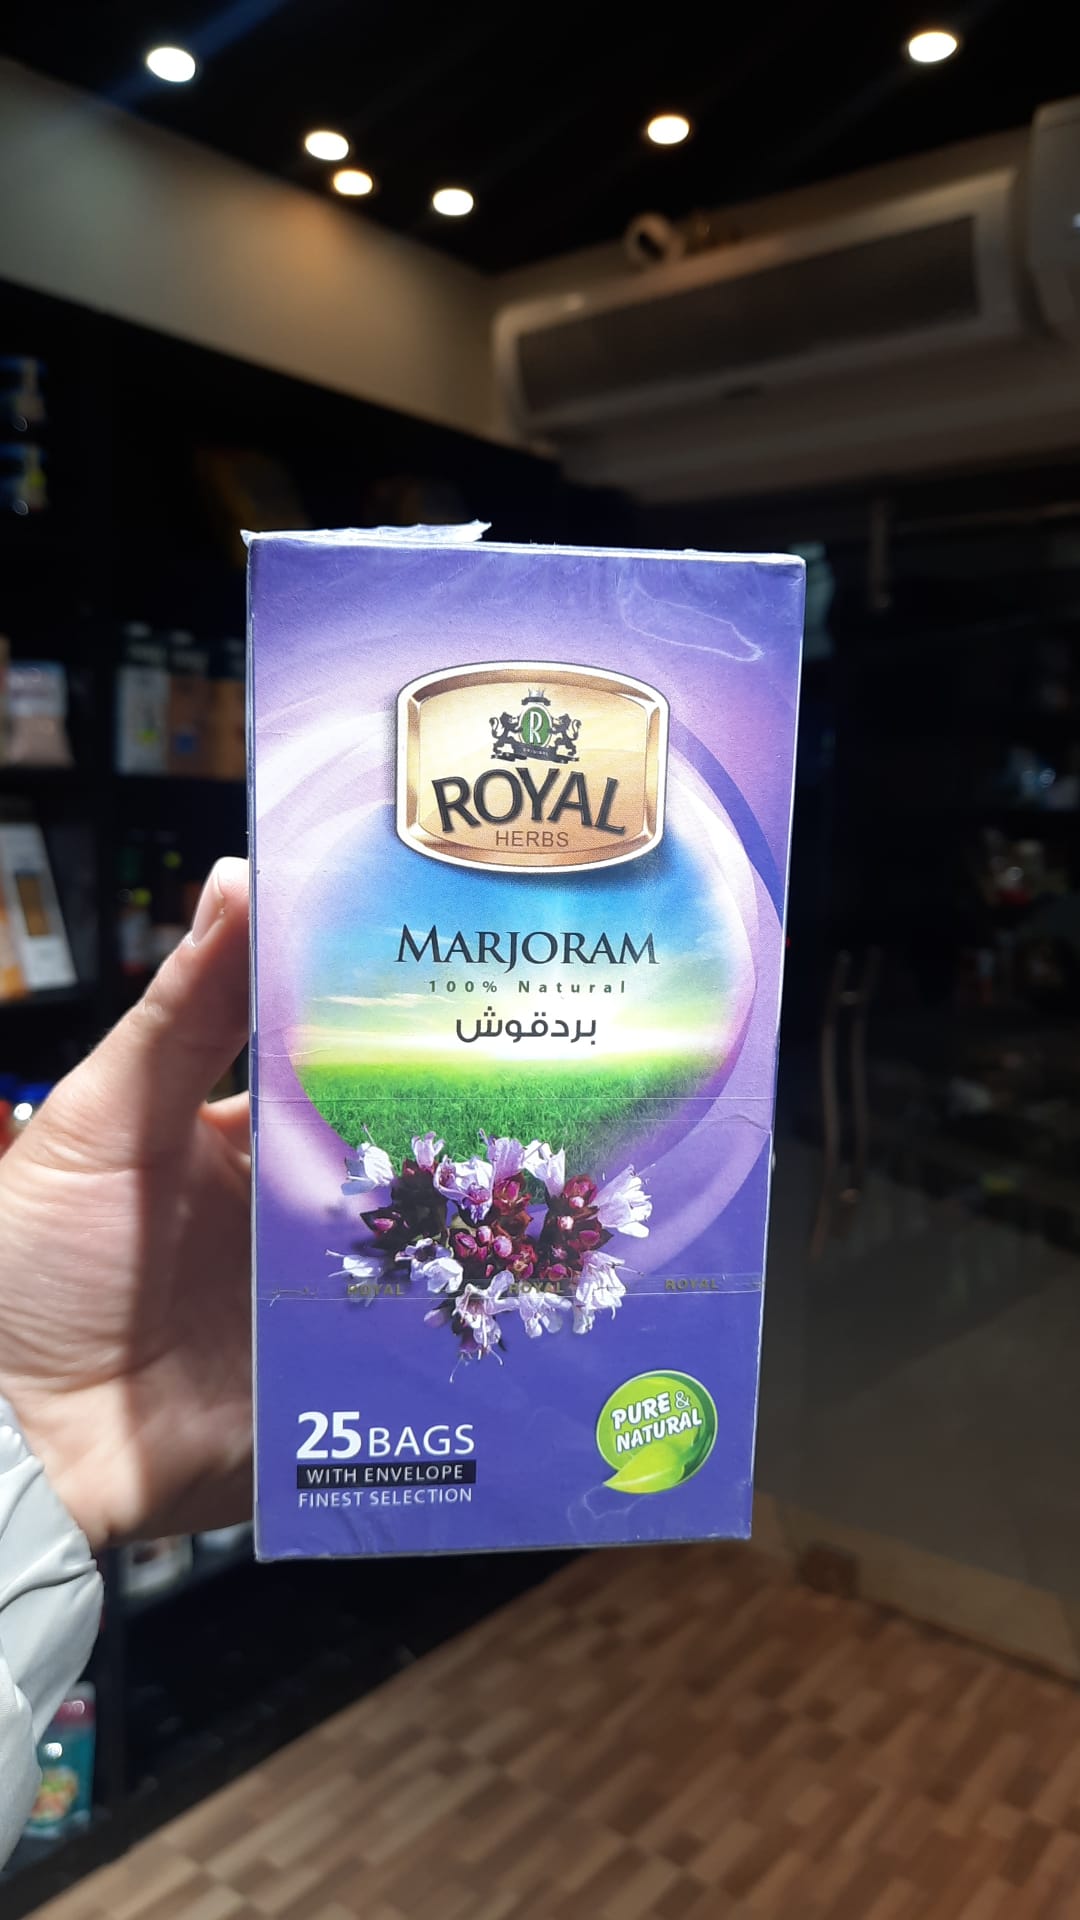 R
ROYAL
HERBS
MARJORAM
100% Natural
بردقوش
ROYAL ROYAL ROYAL
25 BAGS
WITH ENVELOPE
FINEST SELECTION
PURE &
NATURAL